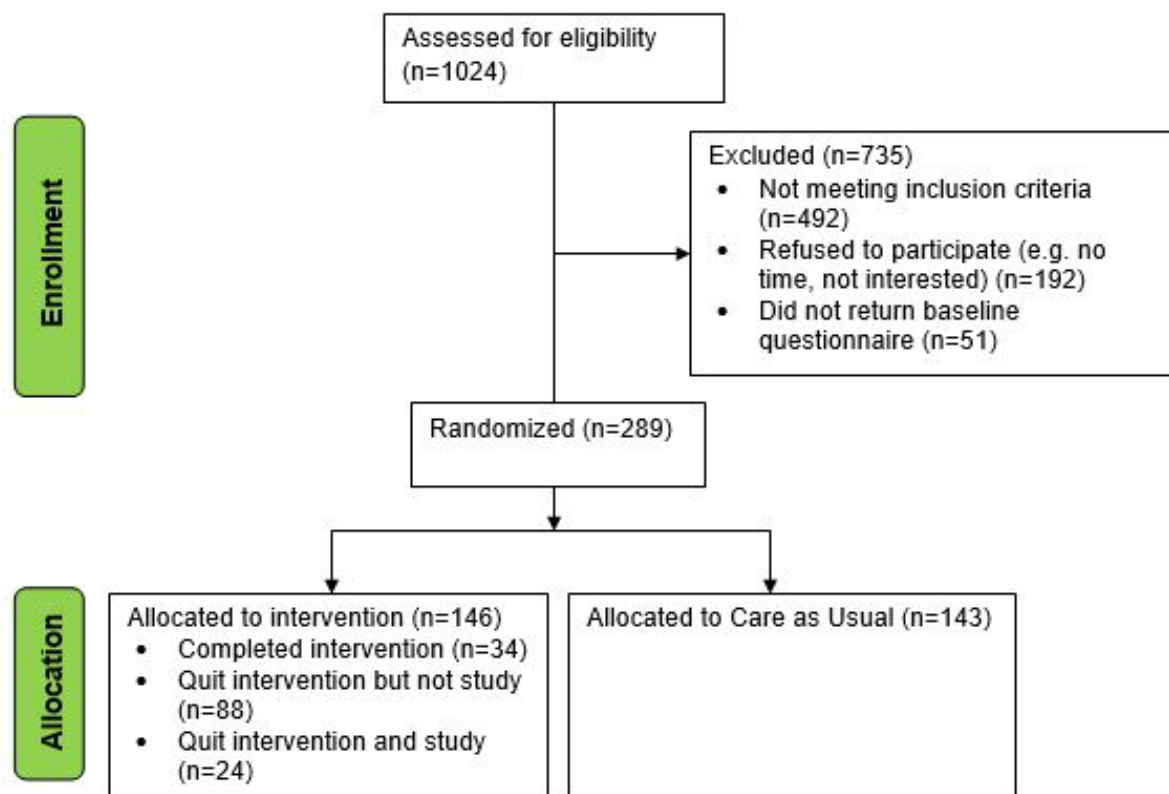 Assessed for eligibility
(n=1024)
Enrollment
Excluded (n=735)
• Not meeting inclusion criteria
(n=492)
• Refused to participate (e.g. no
time, not interested) (n=192)
• Did not return baseline
questionnaire (n=51)
Randomized (n=289)
Allocation
Allocated to intervention (n=146)
• Completed intervention (n=34)
• Quit intervention but not study
(n=88)
• Quit intervention and study
(n=24)
Allocated to Care as Usual (n=143)